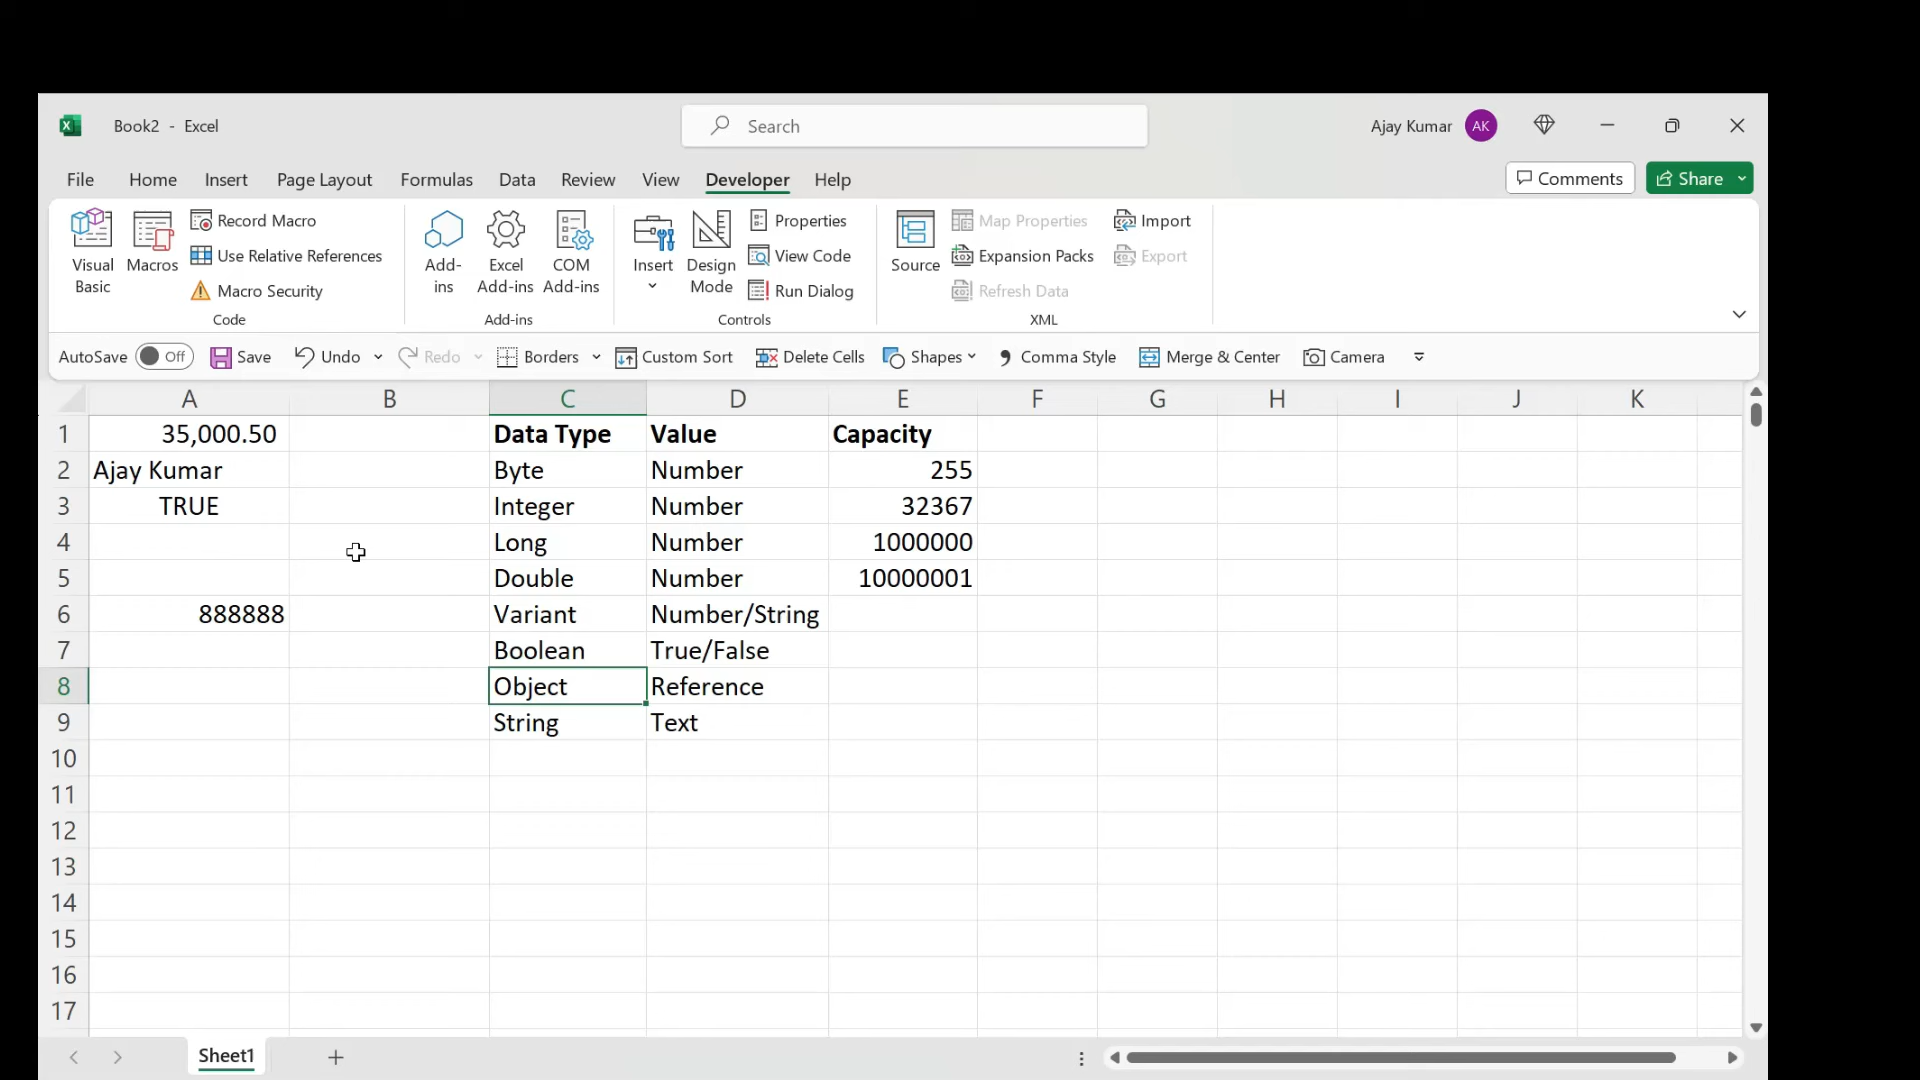 Book2 - Excel
Search
Ajay Kumar AK
File Home Insert Page Layout Formulas Data Review View Developer Help
Comments Share
Visual Basic
Macros
Record Macro
Use Relative References
Macro Security
Code
Add-ins
Excel Add-ins
COM Add-ins
Add-ins
Insert
Design Mode
Properties
View Code
Run Dialog
Controls
Source
Map Properties
Expansion Packs
Refresh Data
Import
Export
XML
AutoSave Off Save Undo Redo Borders Custom Sort Delete Cells Shapes Comma Style Merge & Center Camera
A B C D E F G H I J K
1 35,000.50 Data Type Value Capacity
2 Ajay Kumar Byte Number 255
3 TRUE Integer Number 32367
4 Long Number 1000000
5 Double Number 10000001
6 888888 Variant Number/String
7 Boolean True/False
8 Object Reference
9 String Text
10
11
12
13
14
15
16
17
Sheet1